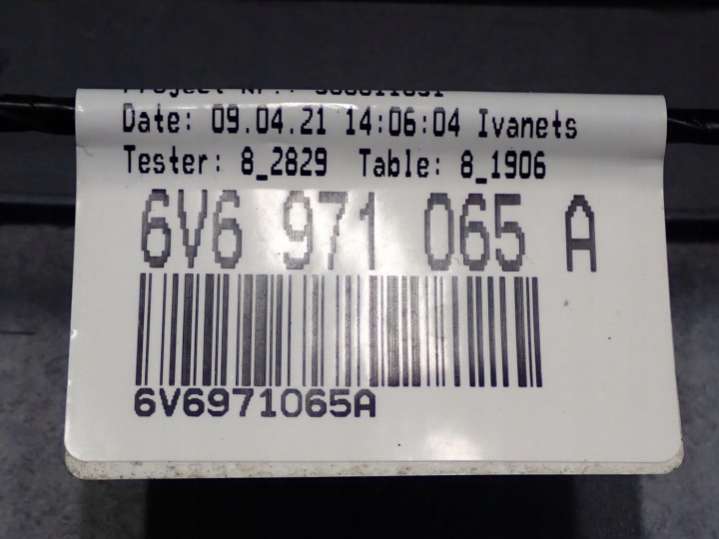 Date: 09.04.21 14:06:04 Ivanets
Tester: 8_2829 Table: 8_1906
6V6 971 065 A
6V6971065A